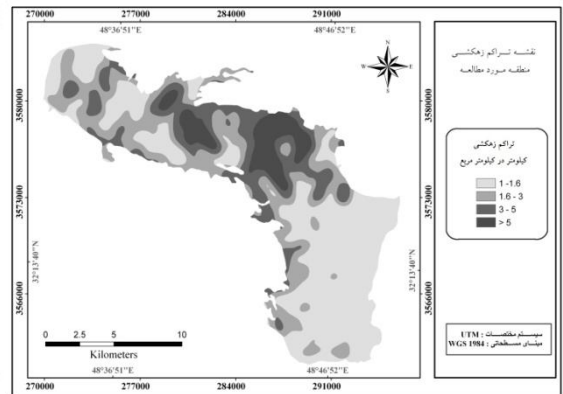 270000 277000 284000 291000
48°36'51"E 48°46'52"E
N
W E
S
3580000 3580000
3573000 3573000
32°13'40"N 32°13'40"N
3566000 3566000
0 2.5 5 10
Kilometers
48°36'51"E 48°46'52"E
270000 277000 284000 291000
نقشه تراکم زهکشی
منطقه مورد مطالعه
تراکم زهکشی
کیلومتر در کیلومتر مربع
1 -1.6
1.6 - 3
3 - 5
> 5
سیستم مختصات : UTM
مبنای مسطحاتی : WGS 1984